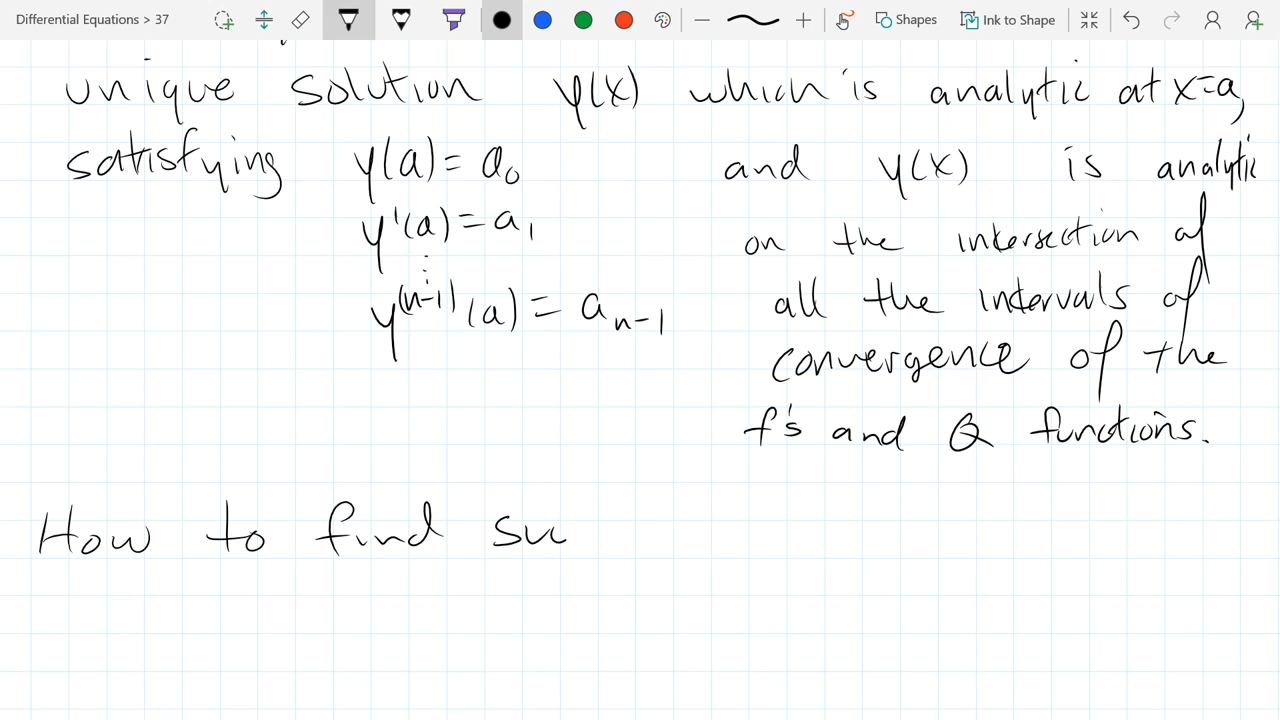 Differential Equations > 37
Shapes
Ink to Shape
unique solution y(x) which is analytic at x=a,
satisfying y(a) = a₀
y'(a) = a₁
⋮
y⁽ⁿ⁻¹⁾(a) = aₙ₋₁
and y(x) is analytic
on the intersection of
all the intervals of
convergence of the
f's and Q functions.
How to find suc